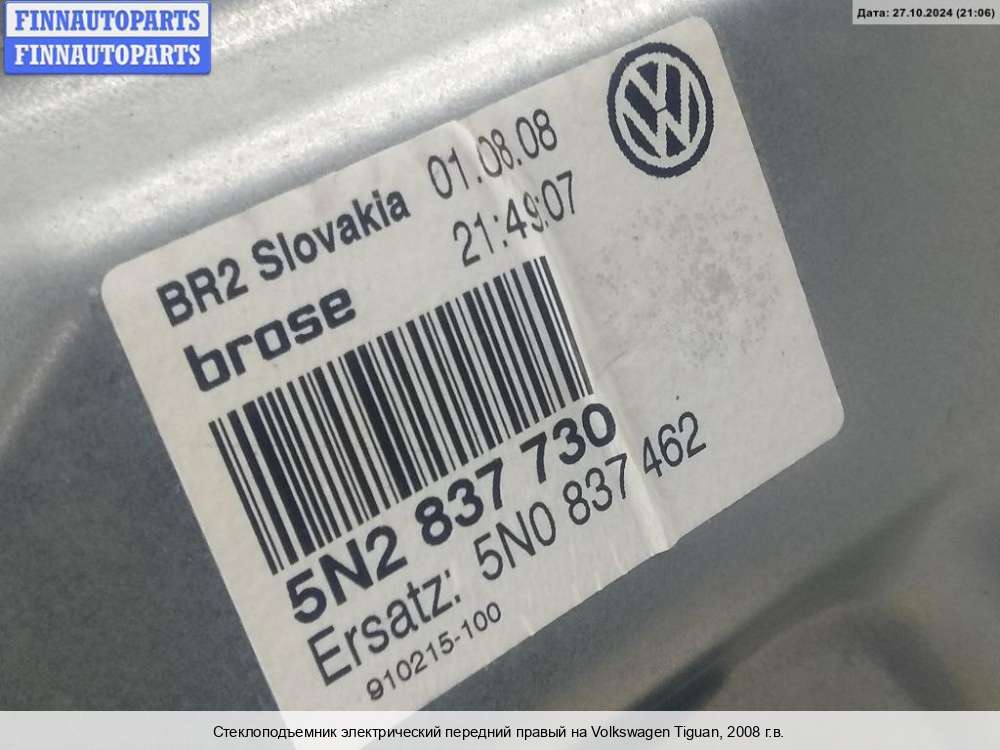 FINNAUTOPARTS
FINNAUTOPARTS
Дата: 27.10.2024 (21:06)
BR2 Slovakia 01.08.08
21:49:07
brose
5N2 837 730
Ersatz: 5N0 837 462
910215-100
Стеклоподъемник электрический передний правый на Volkswagen Tiguan, 2008 г.в.